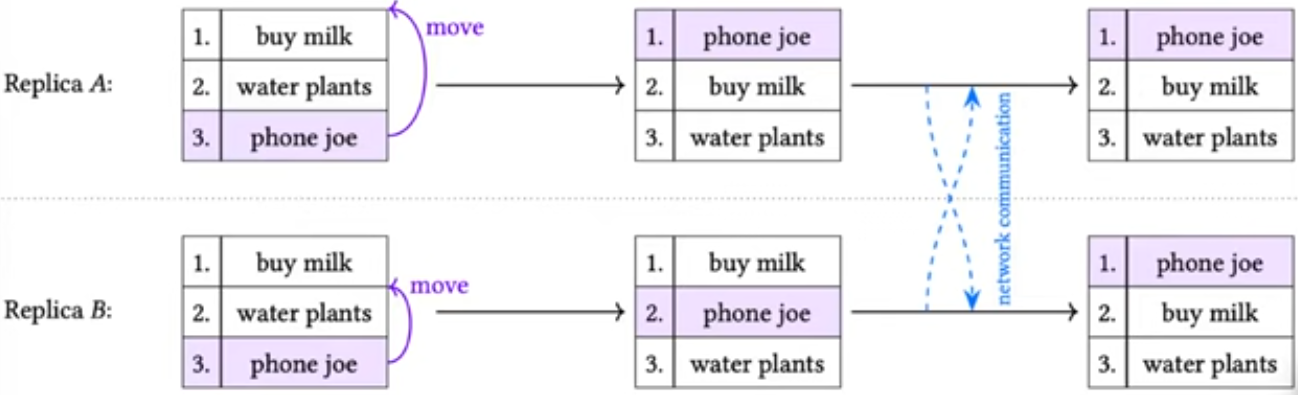 Replica A:
1. buy milk
2. water plants
3. phone joe
move
1. phone joe
2. buy milk
3. water plants
1. phone joe
2. buy milk
3. water plants
network communication
Replica B:
1. buy milk
2. water plants
3. phone joe
move
1. buy milk
2. phone joe
3. water plants
1. phone joe
2. buy milk
3. water plants